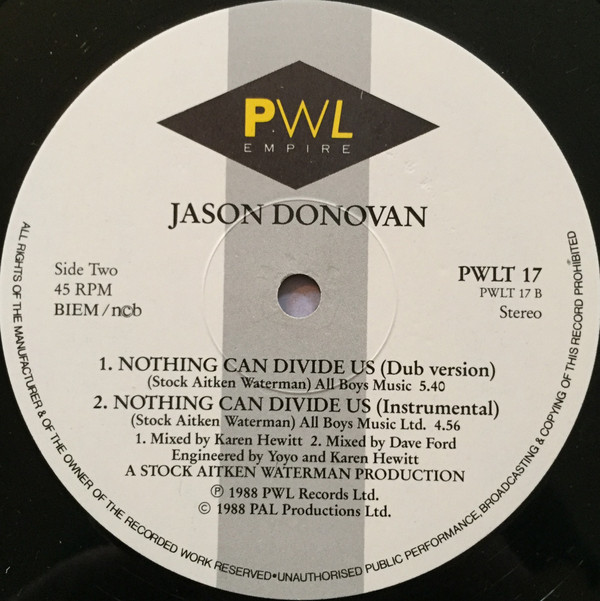 PWL
EMPIRE
JASON DONOVAN
Side Two
45 RPM
BIEM/n©b
PWLT 17
PWLT 17 B
Stereo
1. NOTHING CAN DIVIDE US (Dub version)
(Stock Aitken Waterman) All Boys Music 5.40
2. NOTHING CAN DIVIDE US (Instrumental)
(Stock Aitken Waterman) All Boys Music Ltd. 4.56
1. Mixed by Karen Hewitt 2. Mixed by Dave Ford
Engineered by Yoyo and Karen Hewitt
A STOCK AITKEN WATERMAN PRODUCTION
℗ 1988 PWL Records Ltd.
© 1988 PAL Productions Ltd.
ALL RIGHTS OF THE MANUFACTURER & OF THE OWNER OF THE RECORDED WORK RESERVED•UNAUTHORISED PUBLIC PERFORMANCE, BROADCASTING & COPYING OF THIS RECORD PROHIBITED